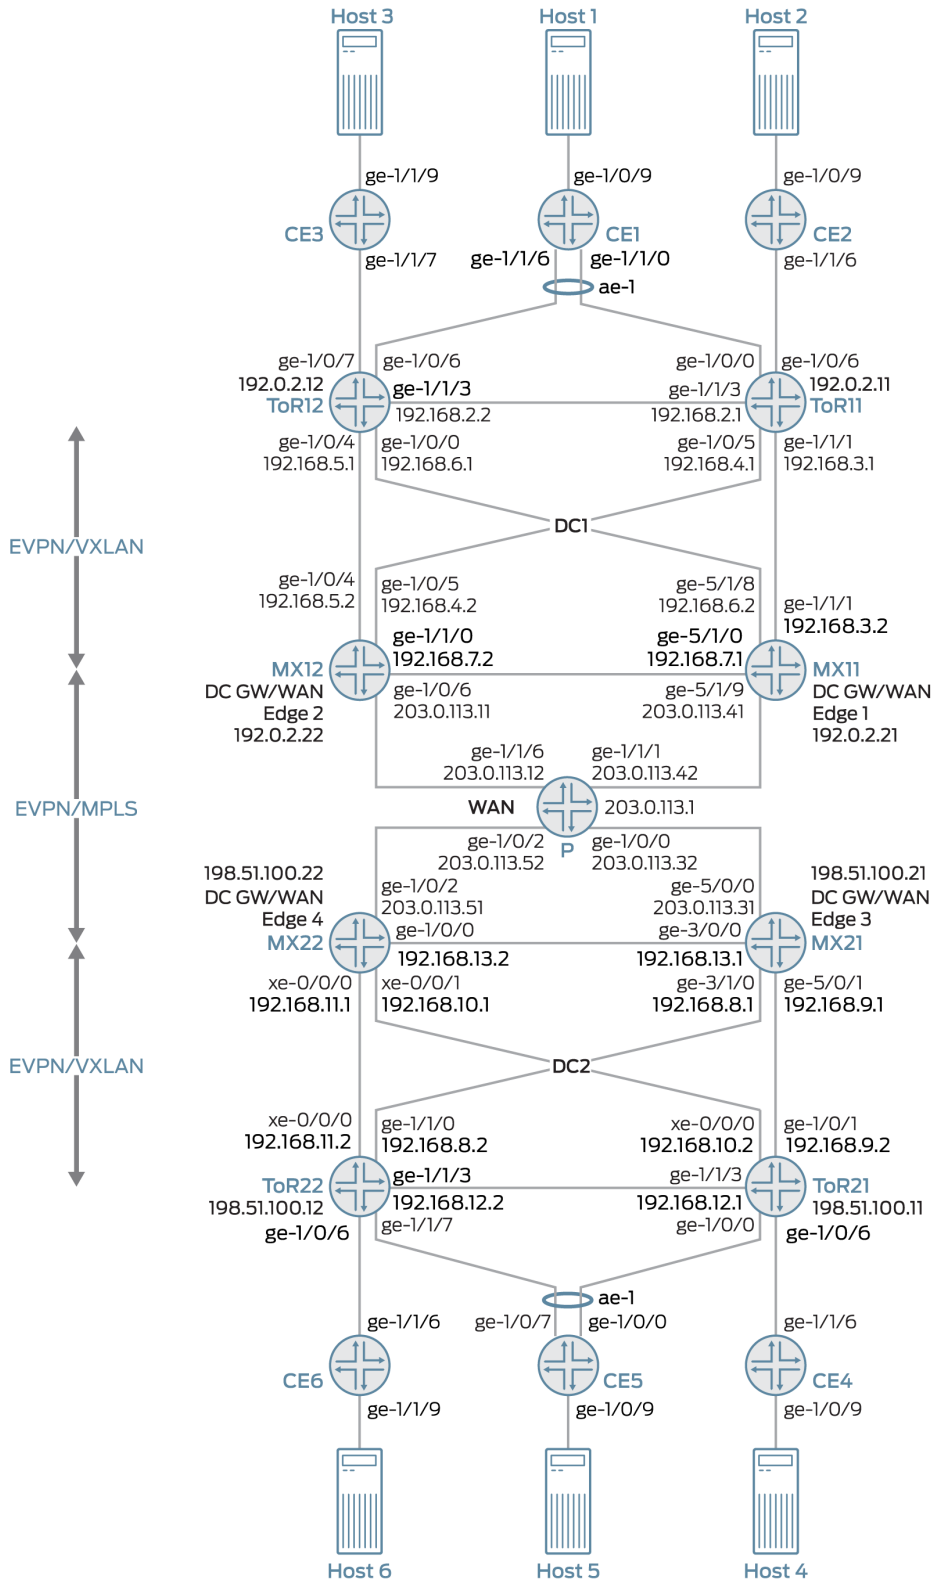 Host 3
Host 1
Host 2
ge-1/1/9
ge-1/0/9
ge-1/0/9
CE3
CE1
CE2
ge-1/1/7
ge-1/1/6
ge-1/1/0
ge-1/1/6
ae-1
ge-1/0/7
ge-1/0/6
ge-1/0/0
ge-1/0/6
192.0.2.12
ge-1/1/3
ge-1/1/3
192.0.2.11
ToR12
192.168.2.2
192.168.2.1
ToR11
ge-1/0/4
ge-1/0/0
ge-1/0/5
ge-1/1/1
192.168.5.1
192.168.6.1
192.168.4.1
192.168.3.1
DC1
EVPN/VXLAN
ge-1/0/4
ge-1/0/5
ge-5/1/8
192.168.5.2
192.168.4.2
192.168.6.2
ge-1/1/1
192.168.3.2
ge-1/1/0
ge-5/1/0
192.168.7.2
192.168.7.1
MX12
MX11
DC GW/WAN
Edge 2
192.0.2.22
ge-1/0/6
203.0.113.11
ge-5/1/9
203.0.113.41
DC GW/WAN
Edge 1
192.0.2.21
ge-1/1/6
203.0.113.12
ge-1/1/1
203.0.113.42
EVPN/MPLS
WAN
203.0.113.1
P
ge-1/0/2
203.0.113.52
ge-1/0/0
203.0.113.32
198.51.100.22
DC GW/WAN
Edge 4
MX22
ge-1/0/2
203.0.113.51
ge-1/0/0
192.168.13.2
ge-5/0/0
203.0.113.31
ge-3/0/0
192.168.13.1
198.51.100.21
DC GW/WAN
Edge 3
MX21
xe-0/0/0
xe-0/0/1
ge-3/1/0
ge-5/0/1
192.168.11.1
192.168.10.1
192.168.8.1
192.168.9.1
EVPN/VXLAN
DC2
xe-0/0/0
ge-1/1/0
xe-0/0/0
ge-1/0/1
192.168.11.2
192.168.8.2
192.168.10.2
192.168.9.2
ge-1/1/3
ge-1/1/3
ToR22
ToR21
198.51.100.12
192.168.12.2
192.168.12.1
198.51.100.11
ge-1/0/6
ge-1/1/7
ge-1/0/0
ge-1/0/6
ae-1
ge-1/1/6
ge-1/0/7
ge-1/0/0
ge-1/1/6
CE6
CE5
CE4
ge-1/1/9
ge-1/0/9
ge-1/0/9
Host 6
Host 5
Host 4